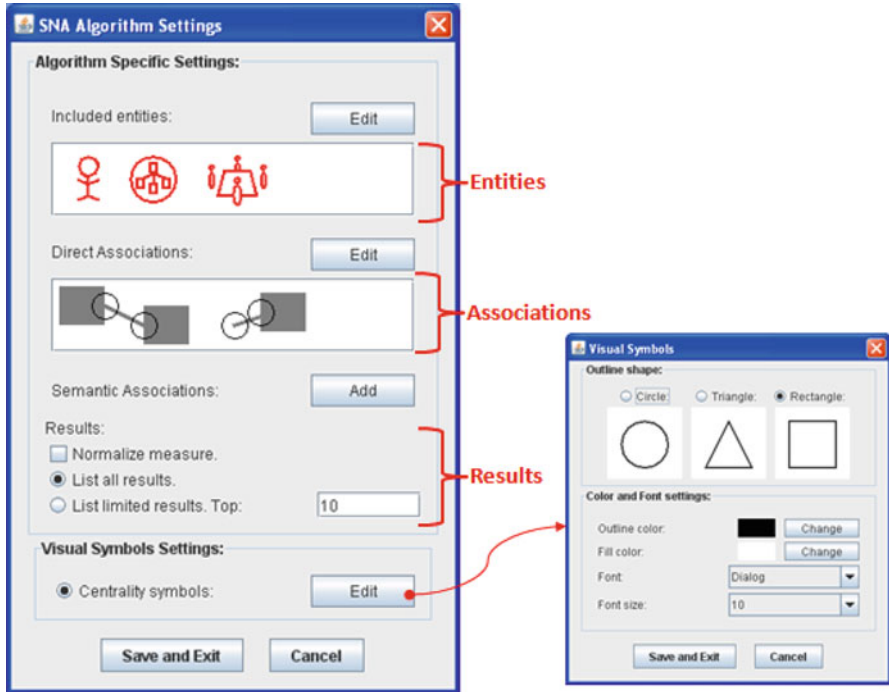 SNA Algorithm Settings
Algorithm Specific Settings:
Included entities:
Edit
Entities
Direct Associations:
Edit
Associations
Semantic Associations:
Add
Results:
Normalize measure.
List all results.
List limited results. Top:
10
Results
Visual Symbols Settings:
Centrality symbols:
Edit
Save and Exit
Cancel
Visual Symbols
Outline shape:
Circle:
Triangle:
Rectangle:
Color and Font settings:
Outline color:
Change
Fill color:
Change
Font:
Dialog
Font size:
10
Save and Exit
Cancel